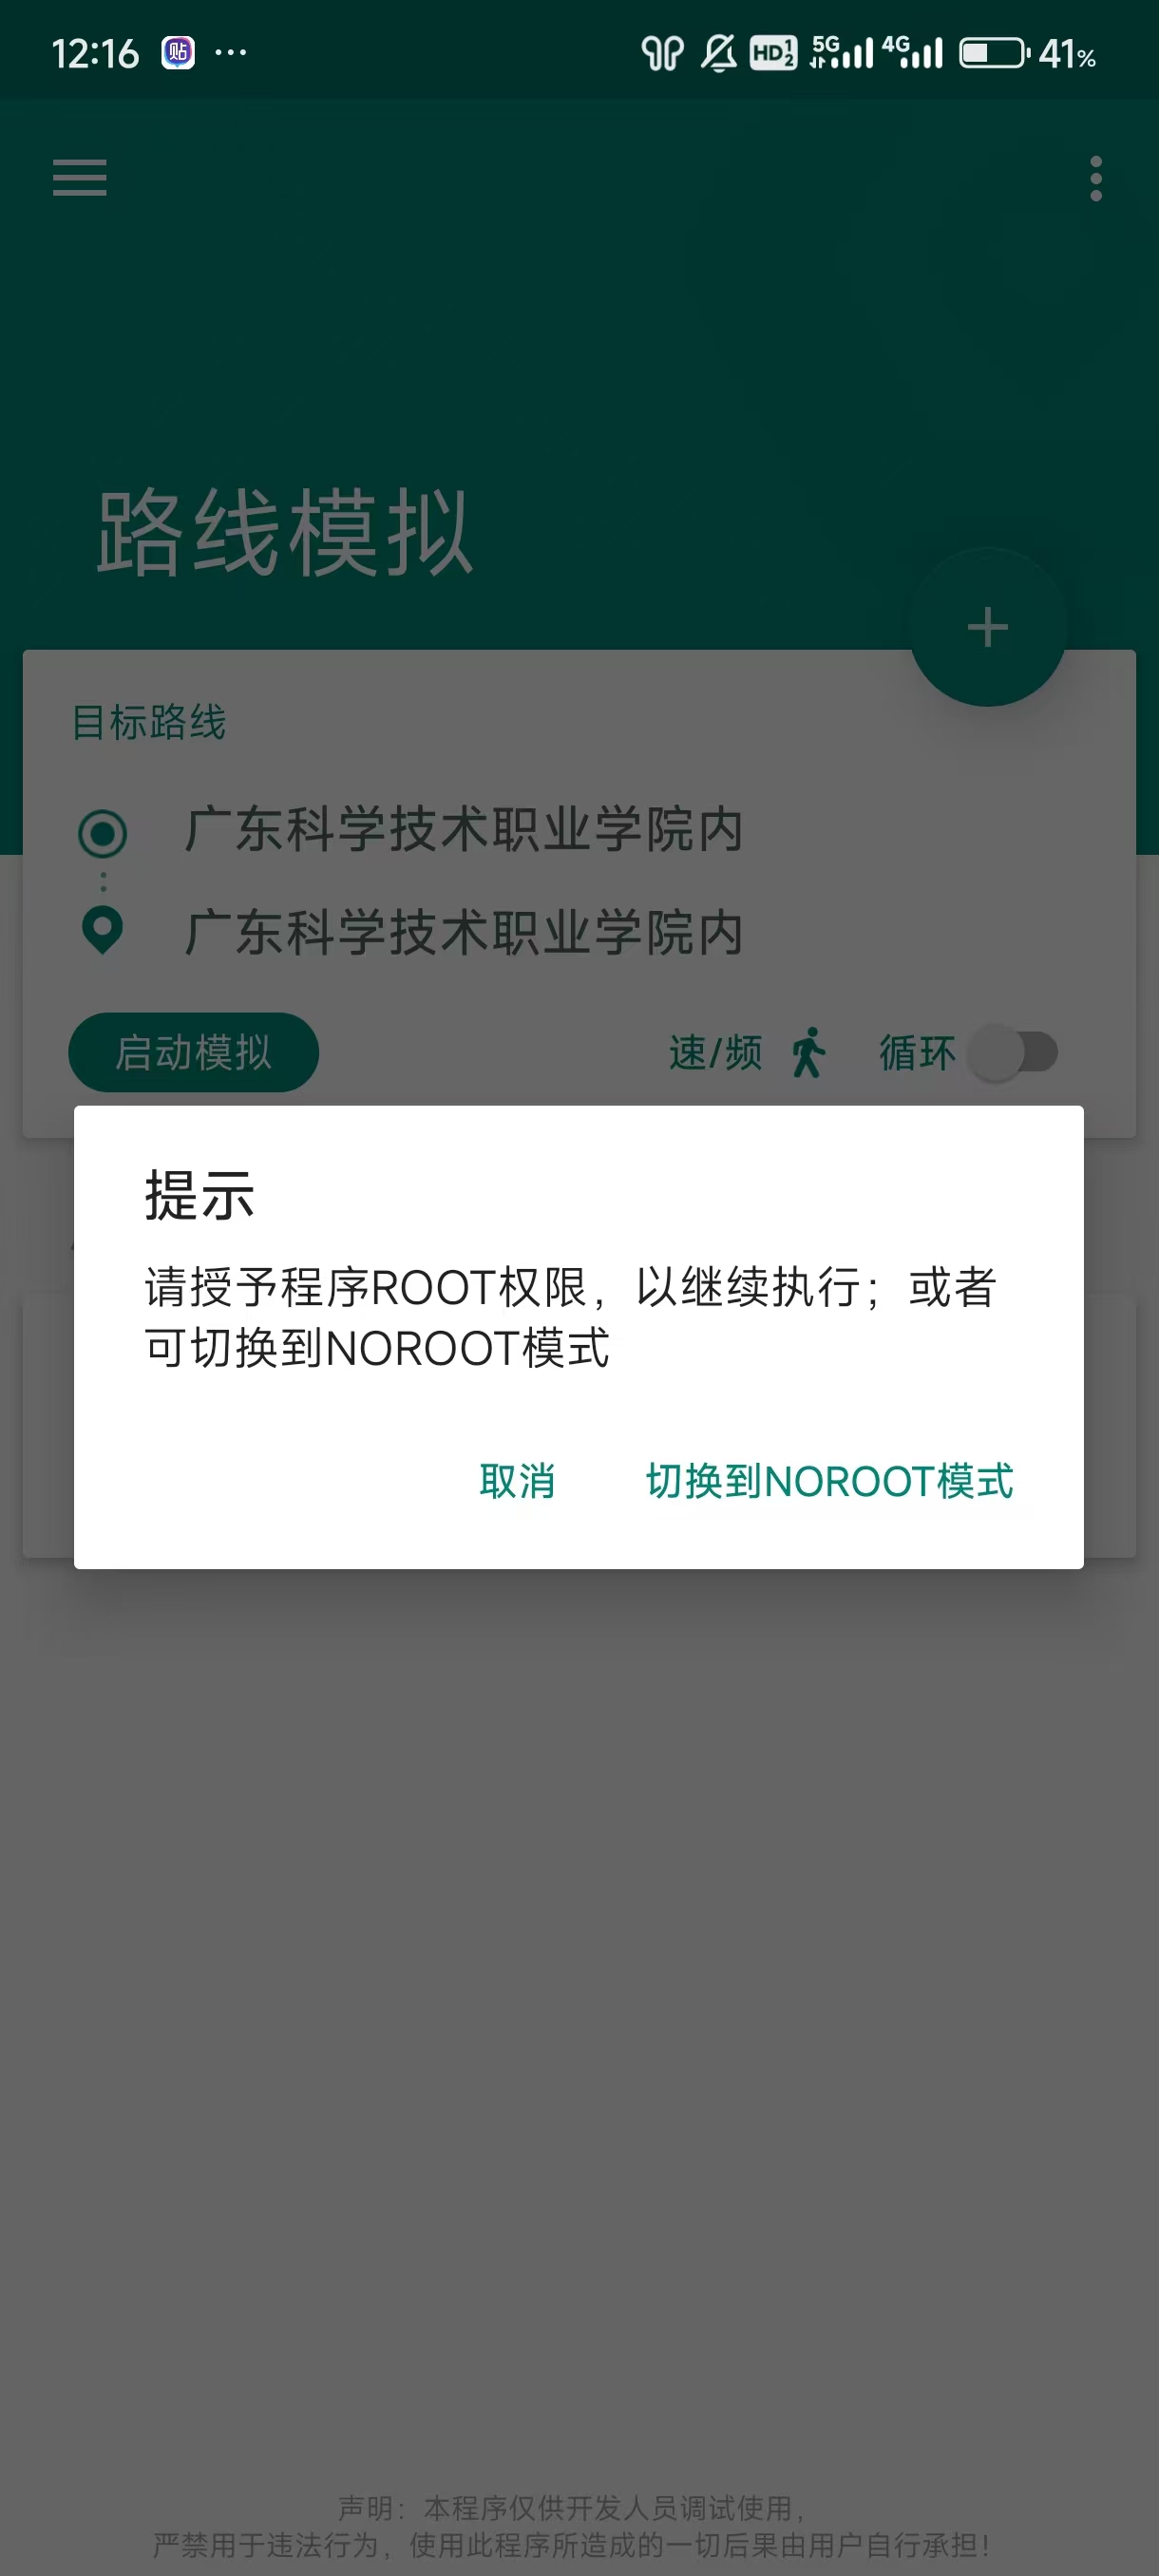 12:16 贴 ... HD 1 2 5G 4G 41%
路线模拟
目标路线
广东科学技术职业学院内
广东科学技术职业学院内
启动模拟 速/频 循环
提示
请授予程序ROOT权限，以继续执行；或者
可切换到NOROOT模式
取消 切换到NOROOT模式
声明：本程序仅供开发人员调试使用，
严禁用于违法行为，使用此程序所造成的一切后果由用户自行承担！